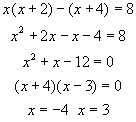 x(x+2)−(x+4)=8
x²+2x−x−4=8
x²+x−12=0
(x+4)(x−3)=0
x=−4  x=3